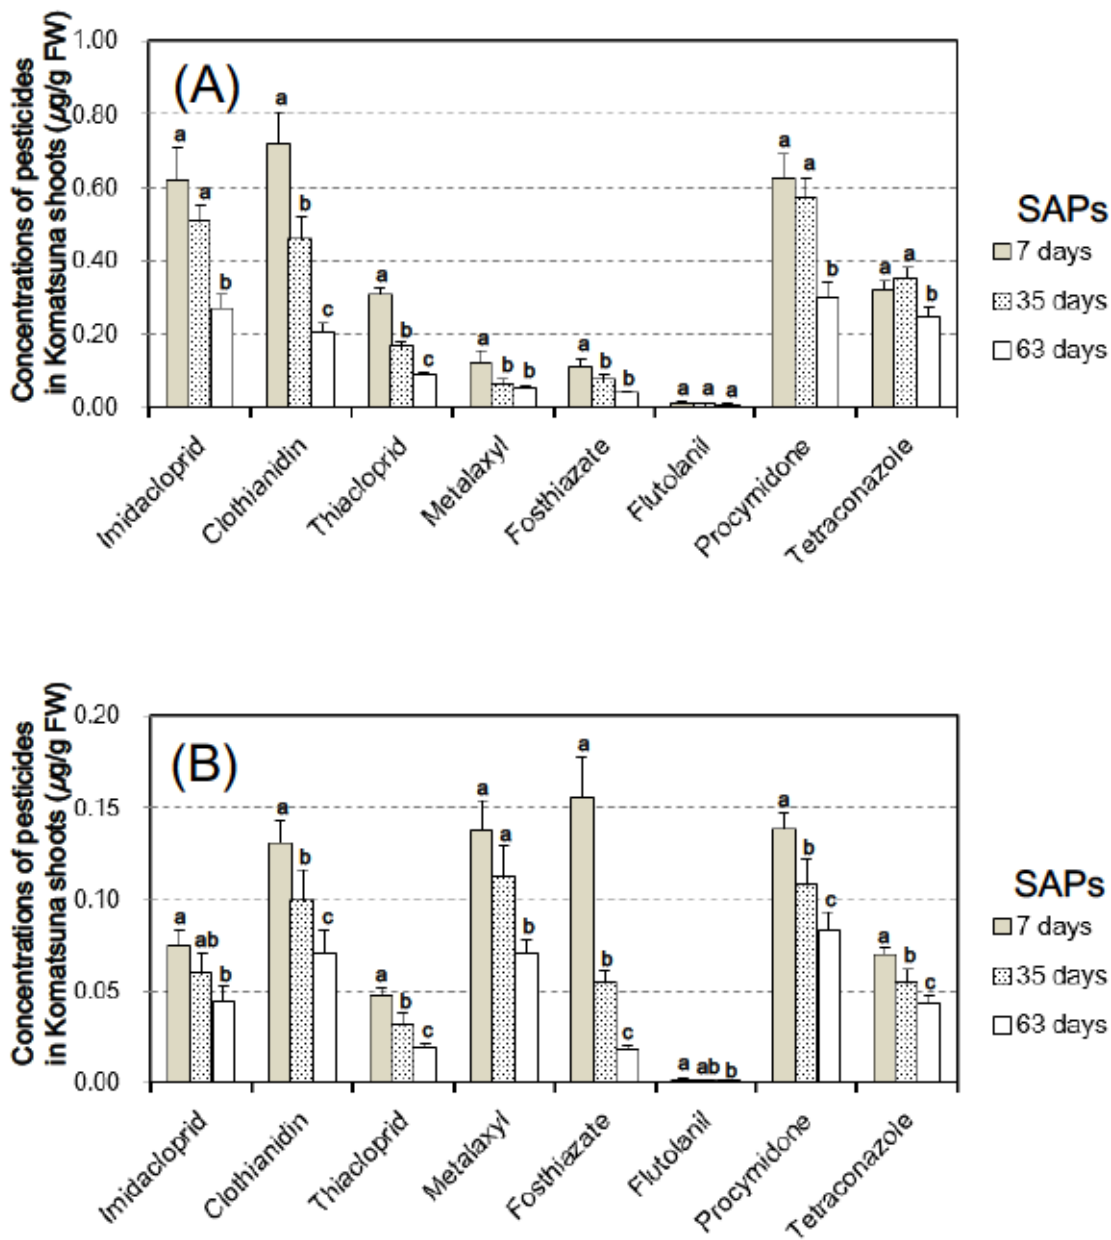 Concentrations of pesticides
in Komatsuna shoots (µg/g FW)
1.00
0.80
0.60
0.40
0.20
0.00
(A)
a a b
a b c
a b c
a b b
a b b
a a a
a a b
a a b
Imidacloprid
Clothianidin
Thiacloprid
Metalaxyl
Fosthiazate
Flutolanil
Procymidone
Tetraconazole
SAPs
7 days
35 days
63 days
Concentrations of pesticides
in Komatsuna shoots (µg/g FW)
0.20
0.15
0.10
0.05
0.00
(B)
a ab b
a b c
a b c
a a b
a b c
a ab b
a b c
a b c
Imidacloprid
Clothianidin
Thiacloprid
Metalaxyl
Fosthiazate
Flutolanil
Procymidone
Tetraconazole
SAPs
7 days
35 days
63 days